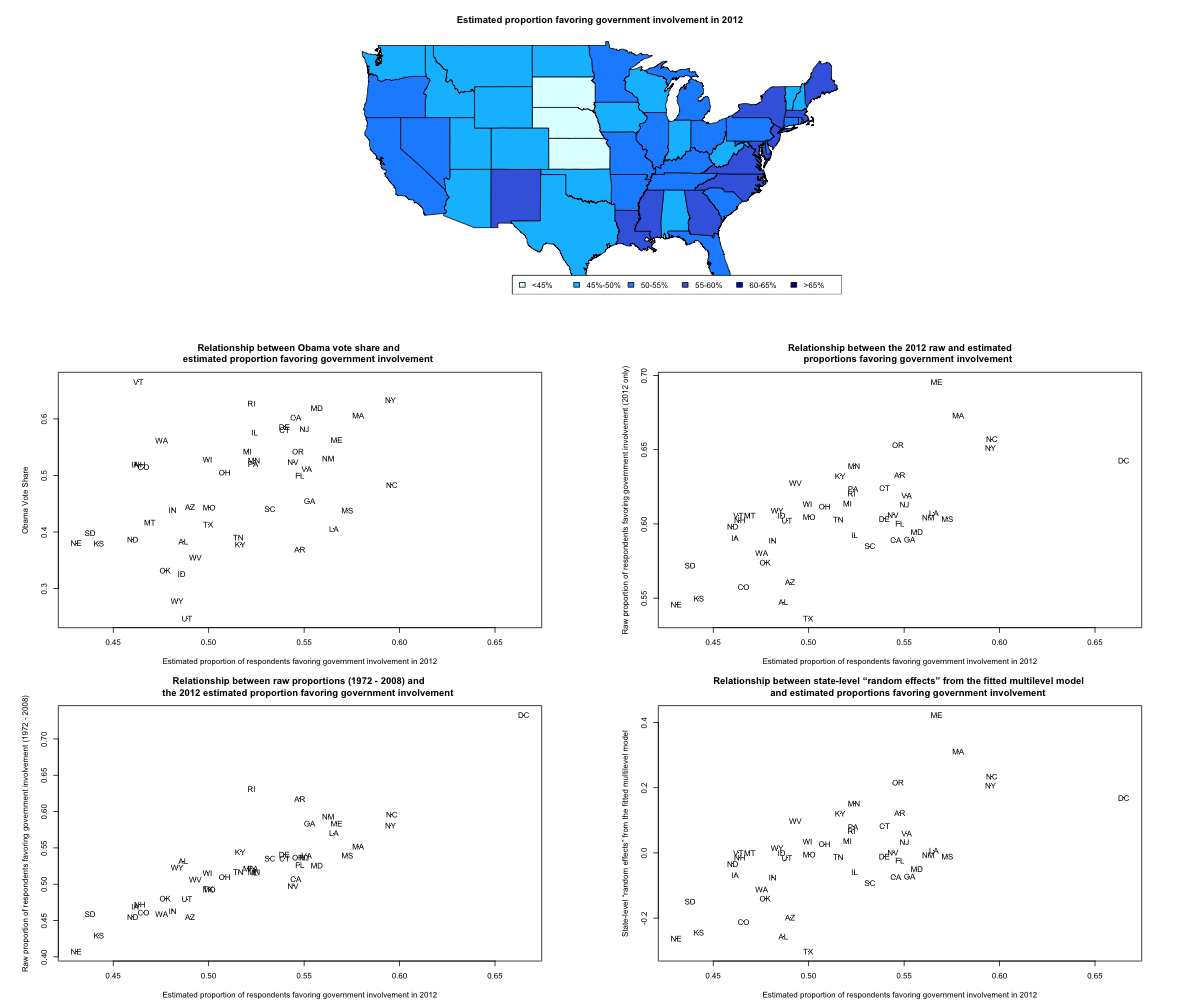 Estimated proportion favoring government involvement in 2012
<45% 45%-50% 50-55% 55-60% 60-65% >65%
Relationship between Obama vote share and
estimated proportion favoring government involvement
Obama Vote Share
0.3 0.4 0.5 0.6
VT
RI
NY
MD
MA
CA
DE
CT
NJ
IL
WA
ME
MI
OR
WI
NM
IA
NH
CO
MN
PA
NV
VA
OH
FL
NC
GA
AZ
MO
IN
SC
MS
MT
TX
LA
SD
ND
NE
KS
AL
TN
KY
AR
WV
OK
ID
WY
UT
0.45 0.50 0.55 0.60 0.65
Estimated proportion of respondents favoring government involvement in 2012
Relationship between the 2012 raw and estimated
proportions favoring government involvement
Raw proportion of respondents favoring government involvement (2012 only)
0.55 0.60 0.65 0.70
ME
MA
NC
NY
OR
DC
MN
KY
AR
WV
PA
RI
CT
VA
WI
MI
NJ
OH
WY
VT
MT
NH
ID
UT
MO
TN
DE
NV
FL
NM
LA
MS
ND
IA
IN
IL
SC
CA
GA
MD
WA
OK
SD
AZ
CO
KS
NE
AL
TX
0.45 0.50 0.55 0.60 0.65
Estimated proportion of respondents favoring government involvement in 2012
Relationship between raw proportions (1972 - 2008) and
the 2012 estimated proportion favoring government involvement
Raw proportion of respondents favoring government involvement (1972 - 2008)
0.40 0.45 0.50 0.55 0.60 0.65 0.70
DC
RI
AR
NM
NC
GA
ME
NY
LA
MA
KY
AL
WY
SC
DE
CT
OR
VA
MS
FL
MD
WI
TN
WV
OH
CA
NV
MO
OK
UT
IA
NH
CO
ND
WA
IN
AZ
SD
KS
NE
0.45 0.50 0.55 0.60 0.65
Estimated proportion of respondents favoring government involvement in 2012
Relationship between state-level “random effects” from the fitted multilevel model
and estimated proportions favoring government involvement
State-level “random effects” from the fitted multilevel model
-0.2 0.0 0.2 0.4
ME
MA
NC
NY
OR
DC
MN
KY
AR
WV
PA
RI
CT
VA
WI
MI
NJ
OH
WY
VT
MT
NH
ID
UT
MO
TN
DE
NV
FL
NM
LA
MS
ND
IA
IN
IL
SC
CA
GA
MD
WA
OK
SD
AZ
CO
KS
NE
AL
TX
0.45 0.50 0.55 0.60 0.65
Estimated proportion of respondents favoring government involvement in 2012